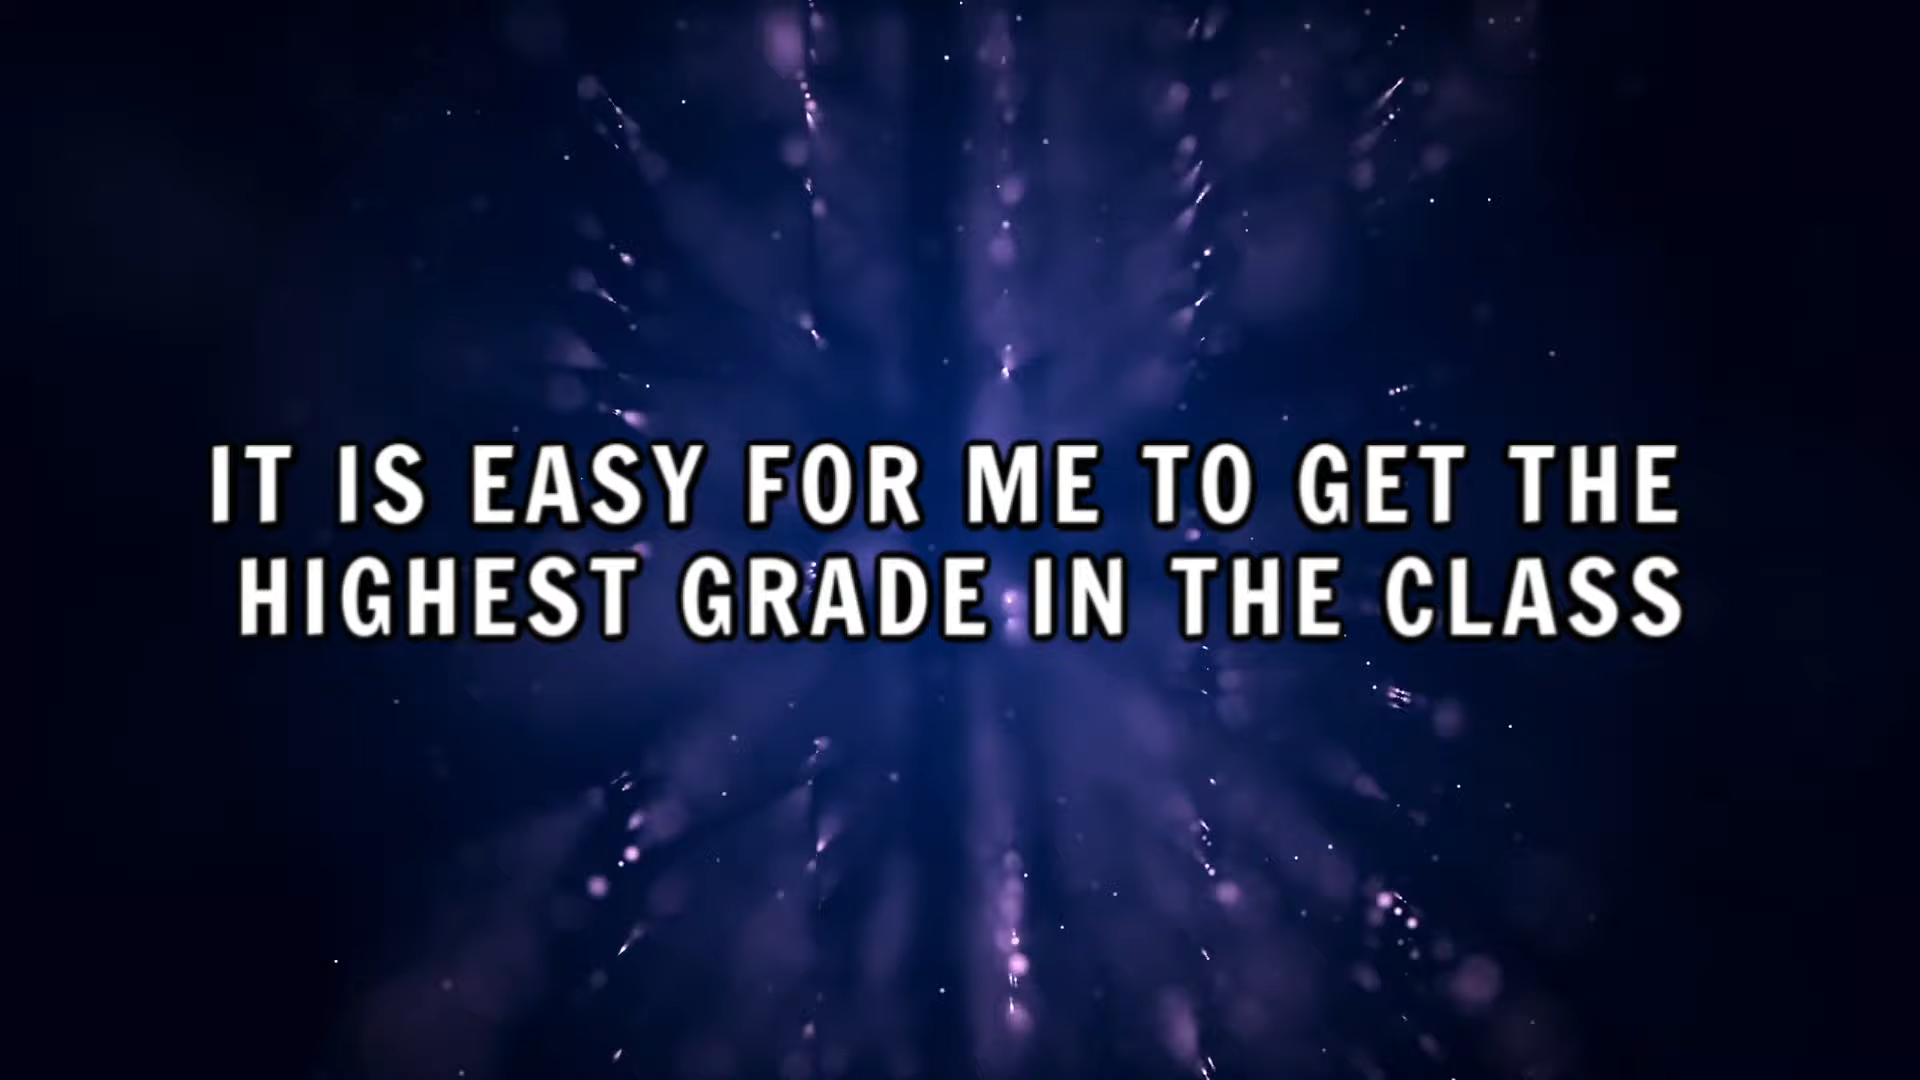 IT IS EASY FOR ME TO GET THE
HIGHEST GRADE IN THE CLASS